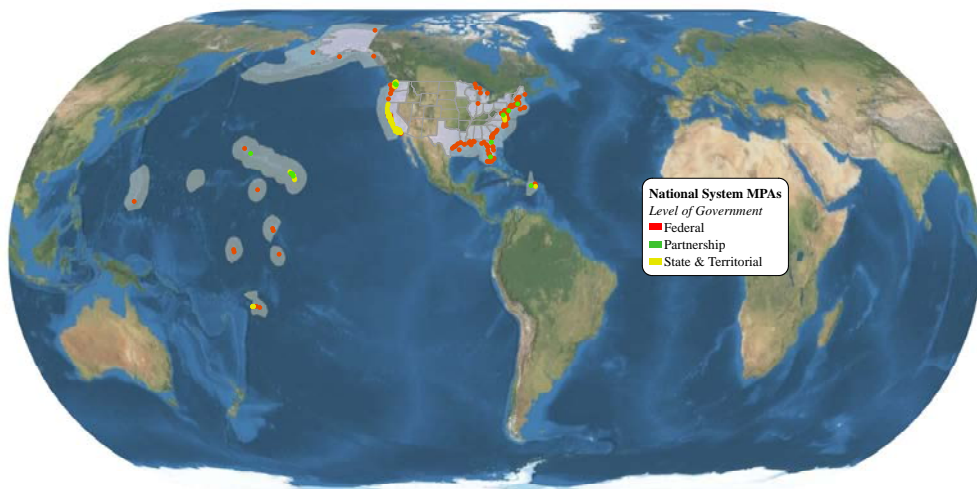 National System MPAs
Level of Government
Federal
Partnership
State & Territorial